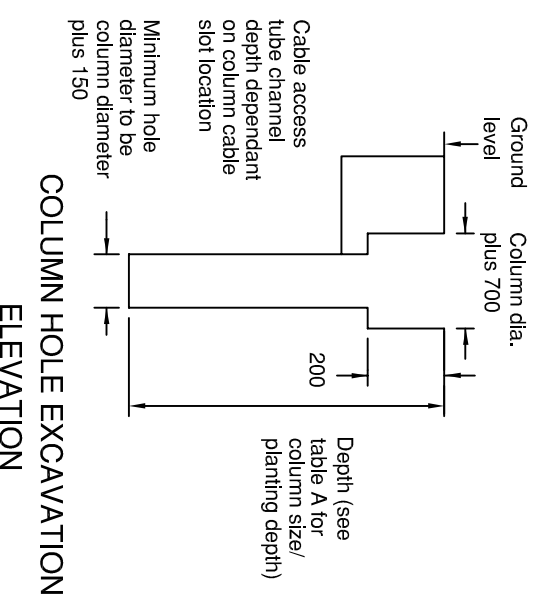 Ground
level
Column dia.
plus 700
Cable access
tube channel
depth dependant
on column cable
slot location
200
Depth (see
table A for
column size/
planting depth)
Minimum hole
diameter to be
column diameter
plus 150
COLUMN HOLE EXCAVATION
ELEVATION